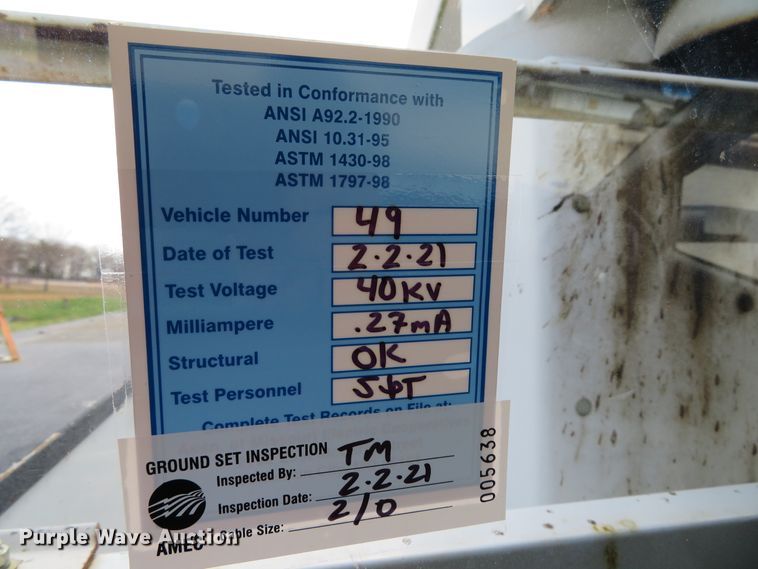 Tested in Conformance with
ANSI A92.2-1990
ANSI 10.31-95
ASTM 1430-98
ASTM 1797-98
Vehicle Number 49
Date of Test 2-2-21
Test Voltage 40KV
Milliampere .27mA
Structural OK
Test Personnel
Complete Test Records on File at:
GROUND SET INSPECTION
Inspected By: TM
Inspection Date: 2-2-21
Cable Size: 2/0
AMEC
005638
Purple Wave Auction